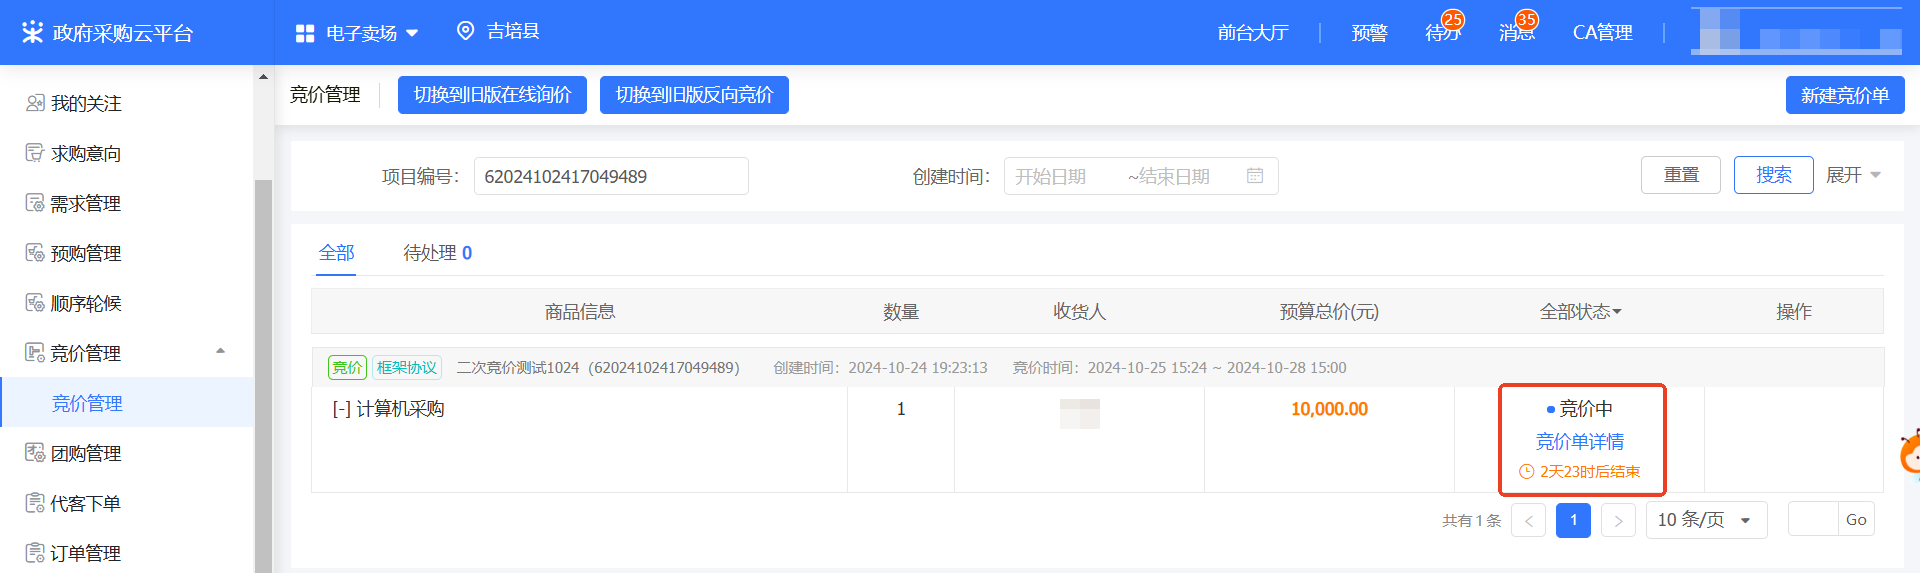 政府采购云平台
电子卖场
吉培县
前台大厅
预警
待办
25
消息
35
CA管理
我的关注
求购意向
需求管理
预购管理
顺序轮候
竞价管理
竞价管理
团购管理
代客下单
订单管理
竞价管理
切换到旧版在线询价
切换到旧版反向竞价
新建竞价单
项目编号：
62024102417049489
创建时间：
开始日期
~结束日期
重置
搜索
展开
全部
待处理 0
商品信息
数量
收货人
预算总价(元)
全部状态
操作
竞价
框架协议
二次竞价测试1024（62024102417049489）
创建时间：2024-10-24 19:23:13
竞价时间：2024-10-25 15:24 ~ 2024-10-28 15:00
[-] 计算机采购
1
10,000.00
竞价中
竞价单详情
2天23时后结束
共有 1 条
<
1
>
10 条/页
Go